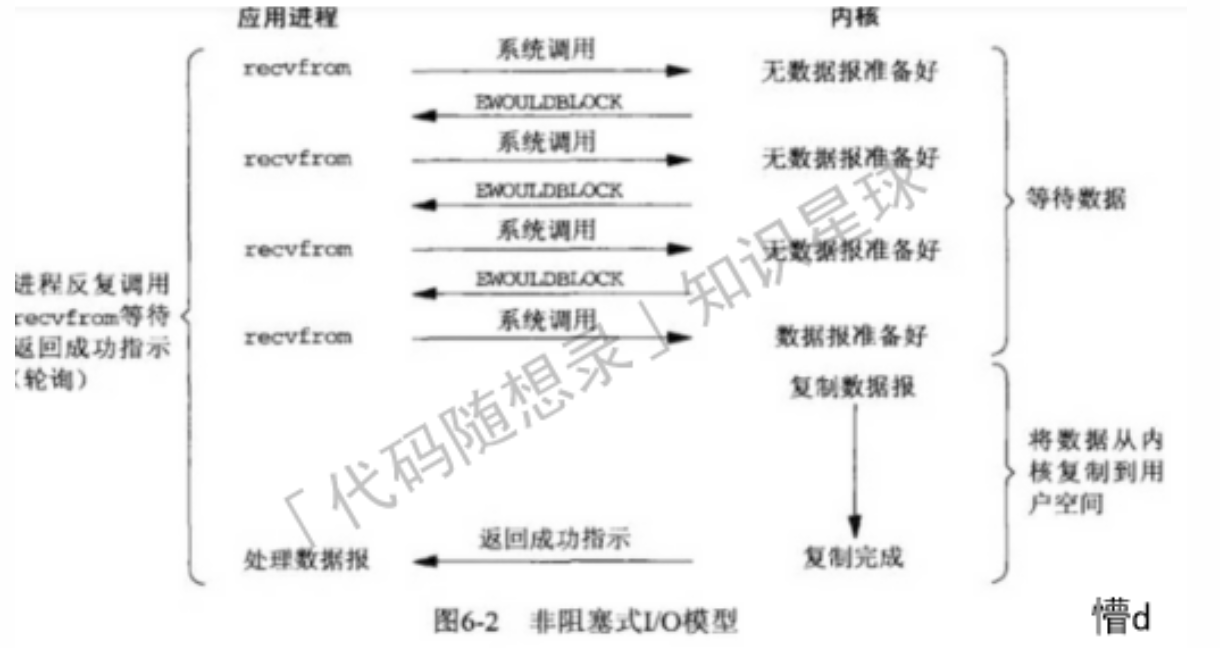 应用进程
内核
recvfrom
系统调用
无数据报准备好
EWOULDBLOCK
recvfrom
系统调用
无数据报准备好
EWOULDBLOCK
等待数据
recvfrom
系统调用
无数据报准备好
EWOULDBLOCK
进程反复调用
recvfrom等待
返回成功指示
（轮询）
recvfrom
系统调用
数据报准备好
复制数据报
将数据从内
核复制到用
户空间
处理数据报
返回成功指示
复制完成
图6-2 非阻塞式I/O模型
「代码随想录」知识星球
懵d